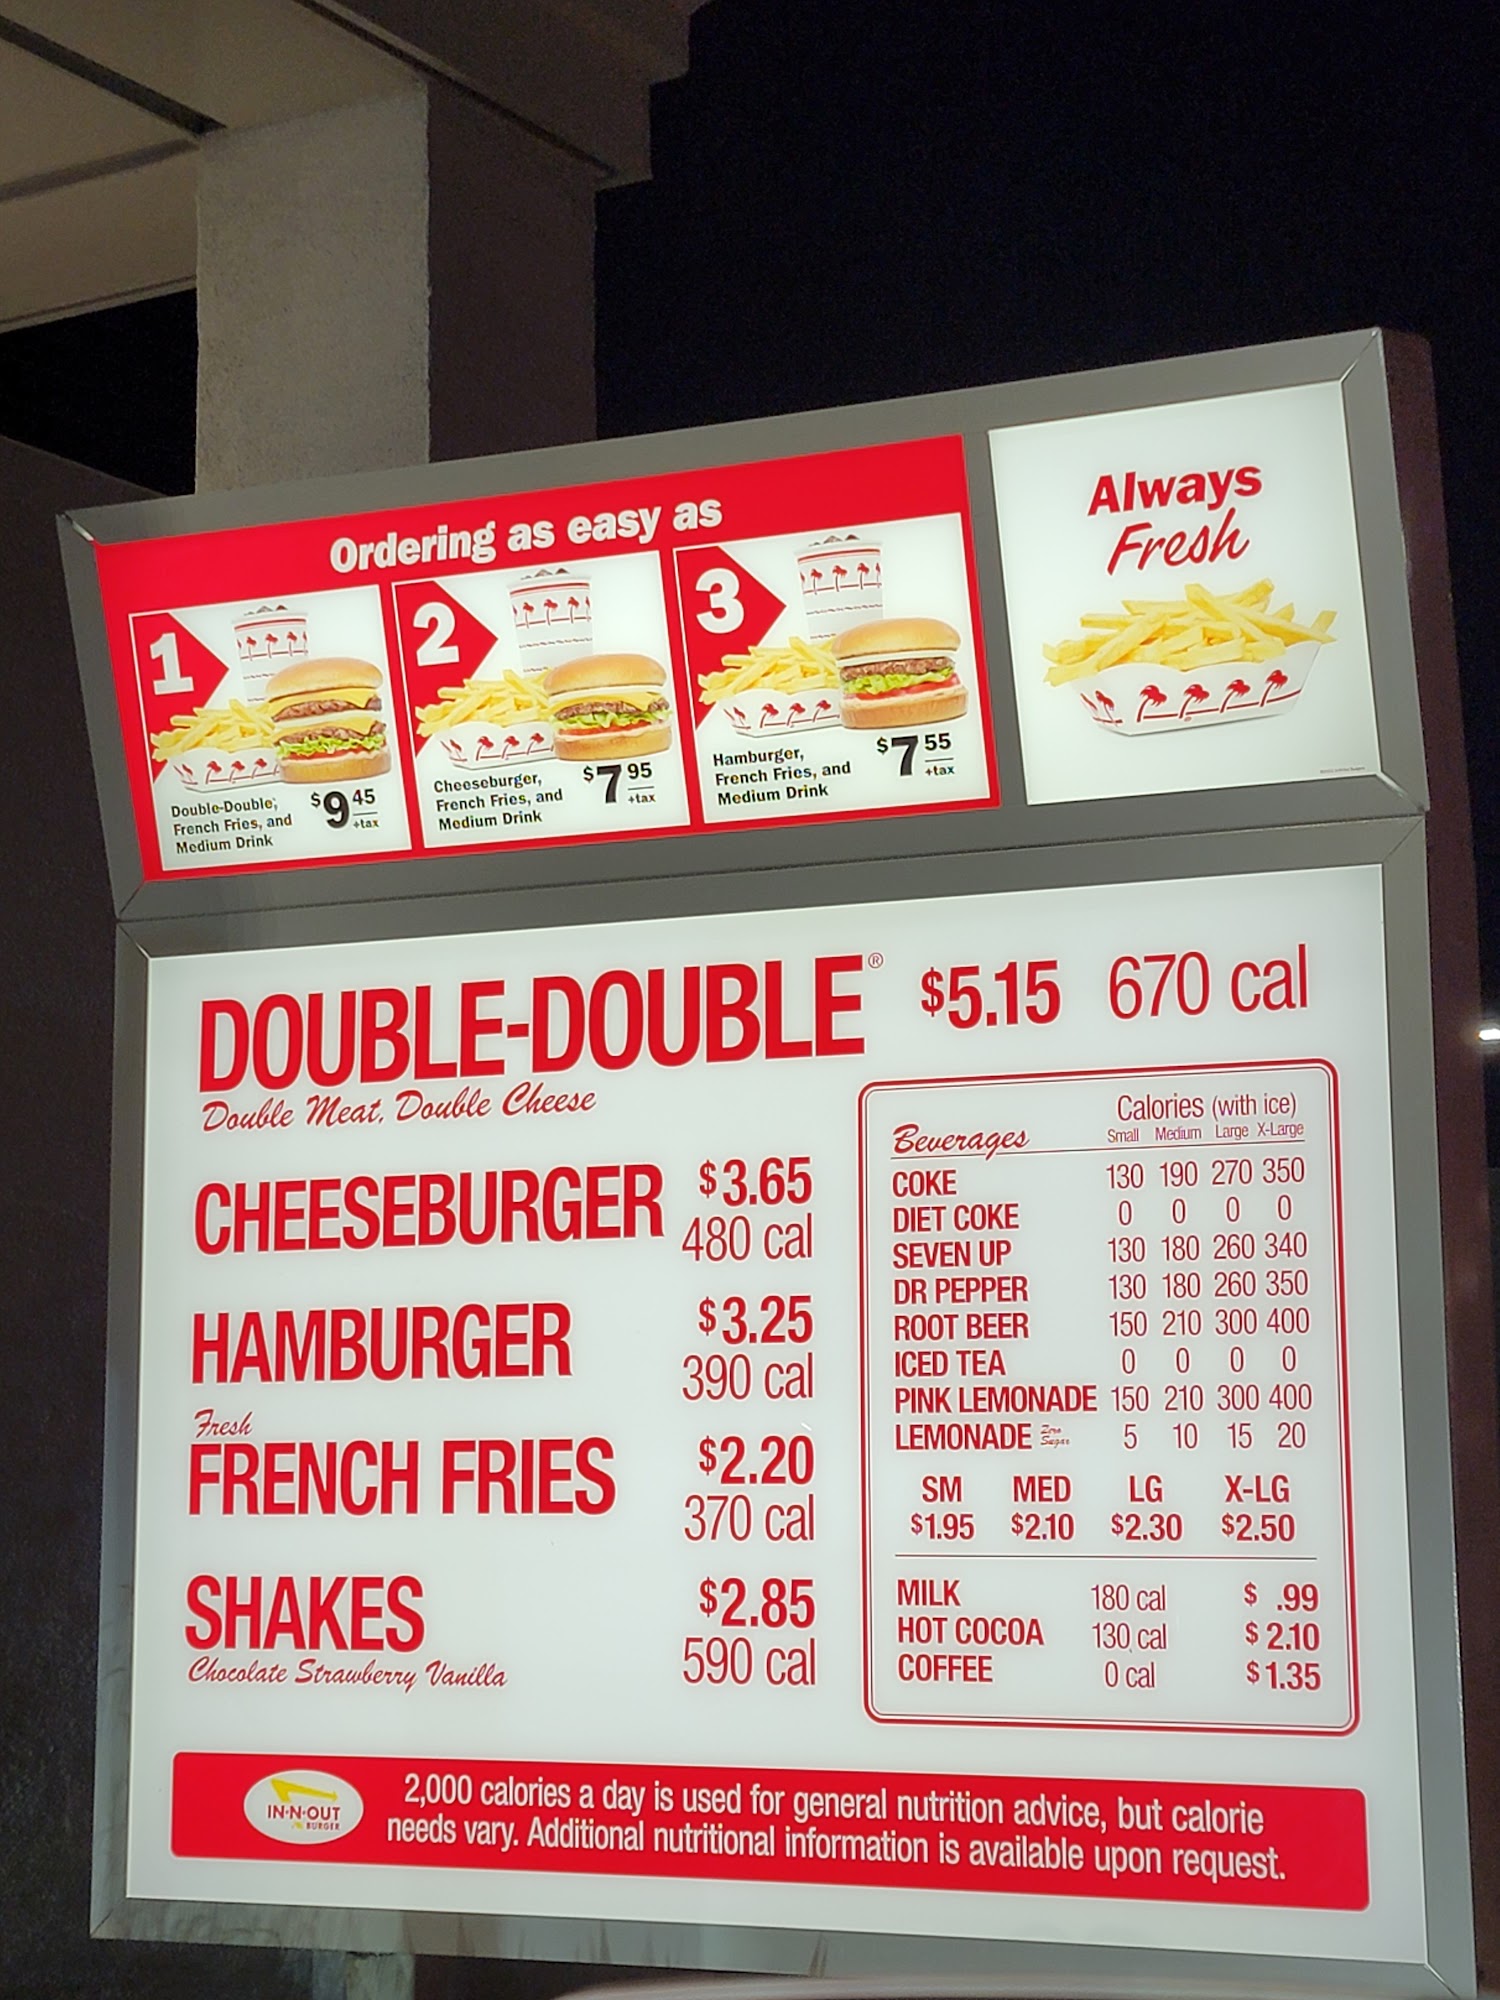 Ordering as easy as
1
Double-Double®,
French Fries, and
Medium Drink
$9 45
+tax
2
Cheeseburger,
French Fries, and
Medium Drink
$7 95
+tax
3
Hamburger,
French Fries, and
Medium Drink
$7 55
+tax
Always
Fresh
DOUBLE-DOUBLE® $5.15 670 cal
Double Meat, Double Cheese
CHEESEBURGER $3.65
480 cal
HAMBURGER $3.25
390 cal
Fresh
FRENCH FRIES $2.20
370 cal
SHAKES $2.85
Chocolate Strawberry Vanilla 590 cal
Calories (with ice)
Beverages Small Medium Large X-Large
COKE 130 190 270 350
DIET COKE 0 0 0 0
SEVEN UP 130 180 260 340
DR PEPPER 130 180 260 350
ROOT BEER 150 210 300 400
ICED TEA 0 0 0 0
PINK LEMONADE 150 210 300 400
LEMONADE Zero Sugar 5 10 15 20
SM MED LG X-LG
$1.95 $2.10 $2.30 $2.50
MILK 180 cal $ .99
HOT COCOA 130 cal $ 2.10
COFFEE 0 cal $ 1.35
IN-N-OUT
BURGER
2,000 calories a day is used for general nutrition advice, but calorie
needs vary. Additional nutritional information is available upon request.